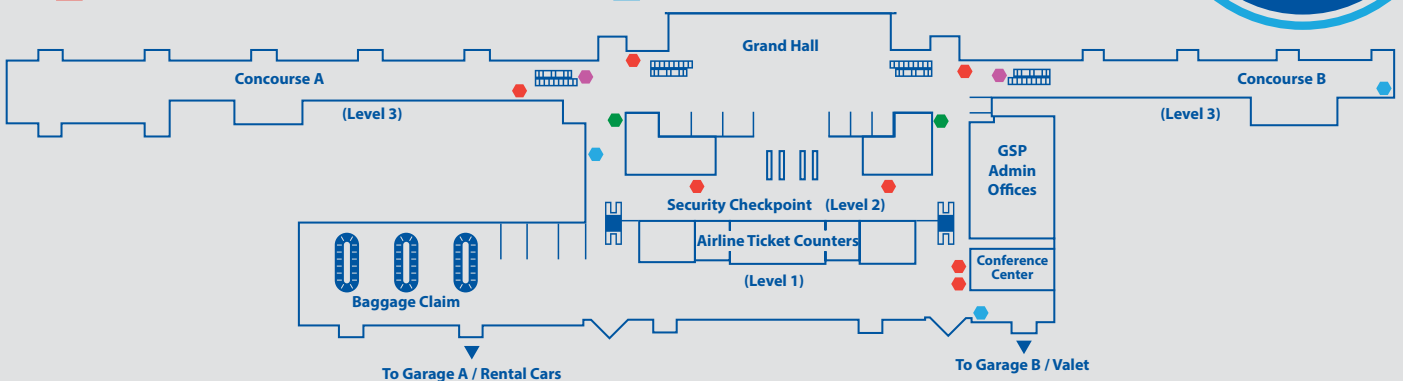 Grand Hall
Concourse A
Concourse B
(Level 3)
(Level 3)
GSP
Admin
Offices
Security Checkpoint (Level 2)
Airline Ticket Counters
Conference
Center
(Level 1)
Baggage Claim
To Garage B / Valet
To Garage A / Rental Cars